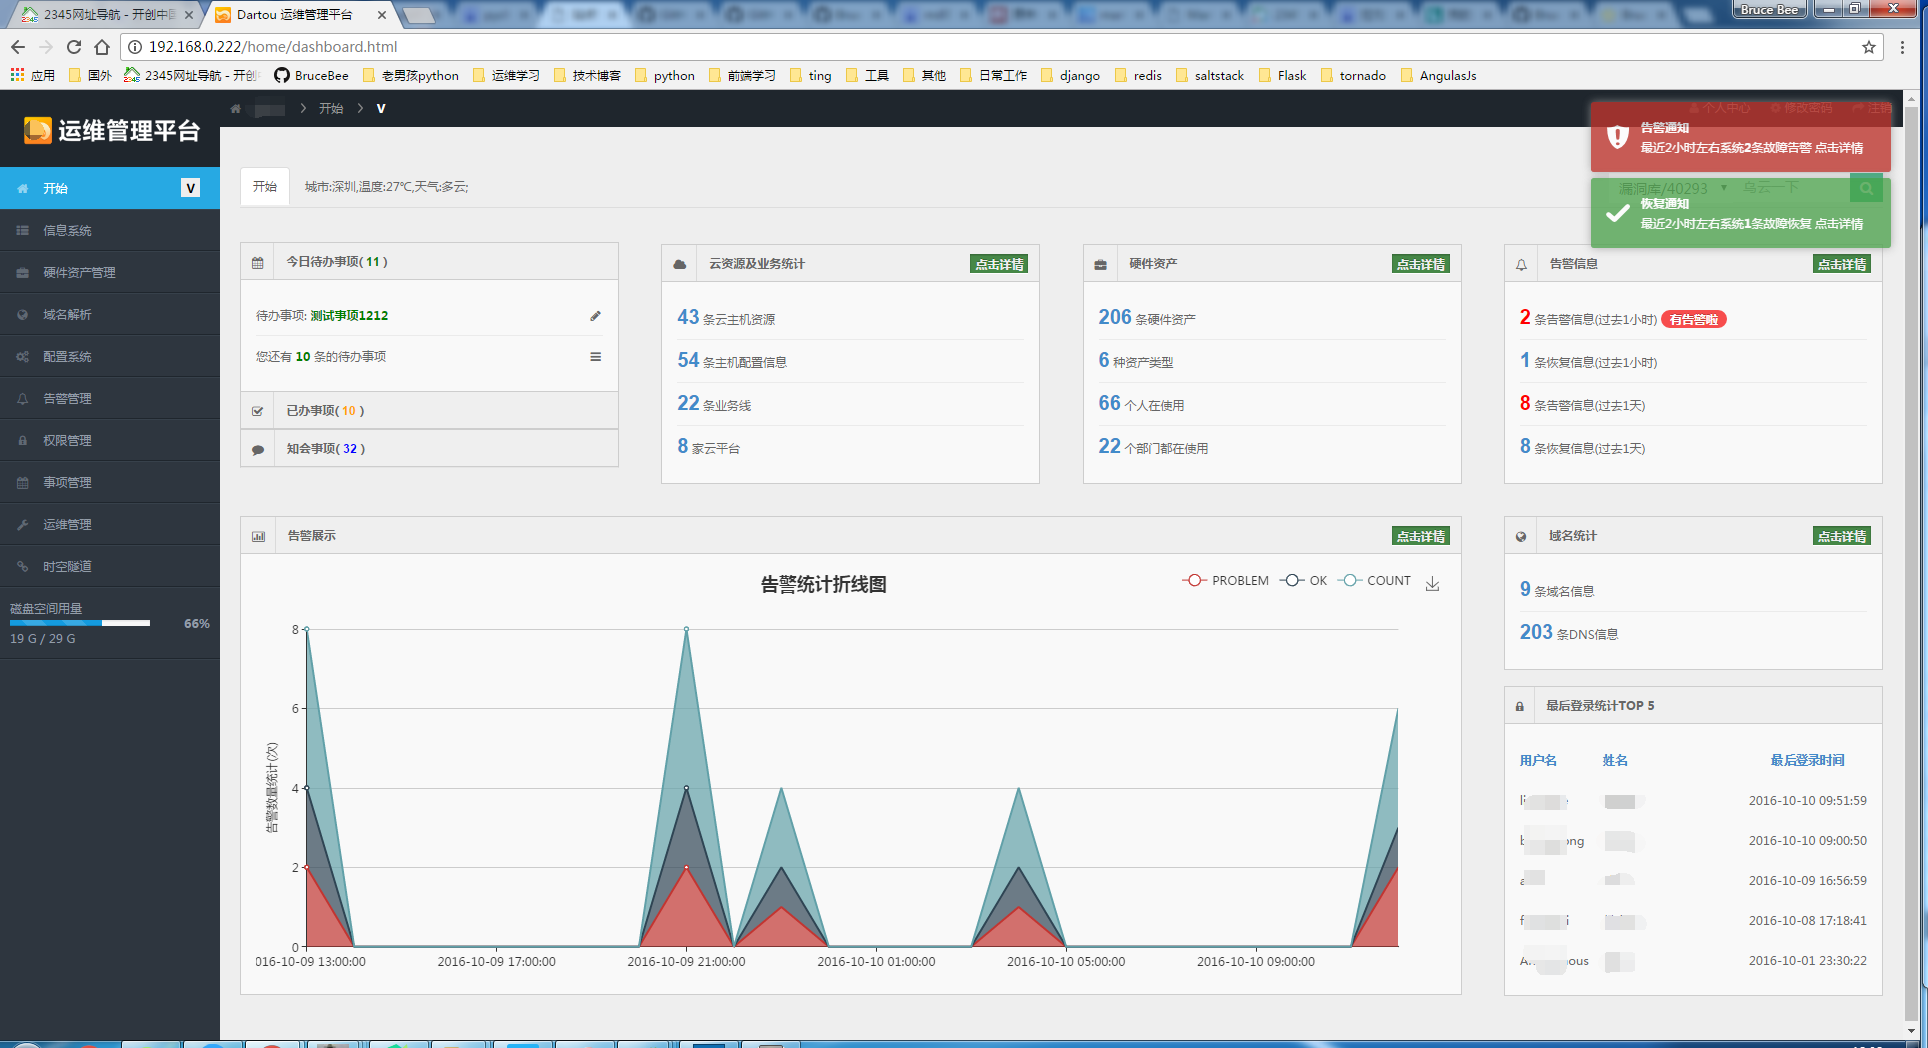 2345网址导航 - 开创中国
Dartou 运维管理平台
Bruce Bee
192.168.0.222/home/dashboard.html
应用
国外
2345网址导航 - 开创
BruceBee
老男孩python
运维学习
技术博客
python
前端学习
ting
工具
其他
日常工作
django
redis
saltstack
Flask
tornado
AngulasJs
运维管理平台
开始
V
个人中心
修改密码
注销
告警通知
最近2小时左右系统2条故障告警 点击详情
漏洞库/40293
乌云一下
恢复通知
最近2小时左右系统1条故障恢复 点击详情
开始 V
信息系统
硬件资产管理
域名解析
配置系统
告警管理
权限管理
事项管理
运维管理
时空隧道
磁盘空间用量
66%
19 G / 29 G
开始
城市:深圳,温度:27℃,天气:多云;
今日待办事项( 11 )
待办事项: 测试事项1212
您还有 10 条的待办事项
已办事项( 10 )
知会事项( 32 )
云资源及业务统计
点击详情
43 条云主机资源
54 条主机配置信息
22 条业务线
8 家云平台
硬件资产
点击详情
206 条硬件资产
6 种资产类型
66 个人在使用
22 个部门都在使用
告警信息
点击详情
2 条告警信息(过去1小时) 有告警啦
1 条恢复信息(过去1小时)
8 条告警信息(过去1天)
8 条恢复信息(过去1天)
告警展示
点击详情
告警统计折线图
PROBLEM
OK
COUNT
告警数量统计(次)
8
6
4
2
0
016-10-09 13:00:00
2016-10-09 17:00:00
2016-10-09 21:00:00
2016-10-10 01:00:00
2016-10-10 05:00:00
2016-10-10 09:00:00
域名统计
点击详情
9 条域名信息
203 条DNS信息
最后登录统计TOP 5
用户名 姓名 最后登录时间
2016-10-10 09:51:59
2016-10-10 09:00:50
2016-10-09 16:56:59
2016-10-08 17:18:41
2016-10-01 23:30:22